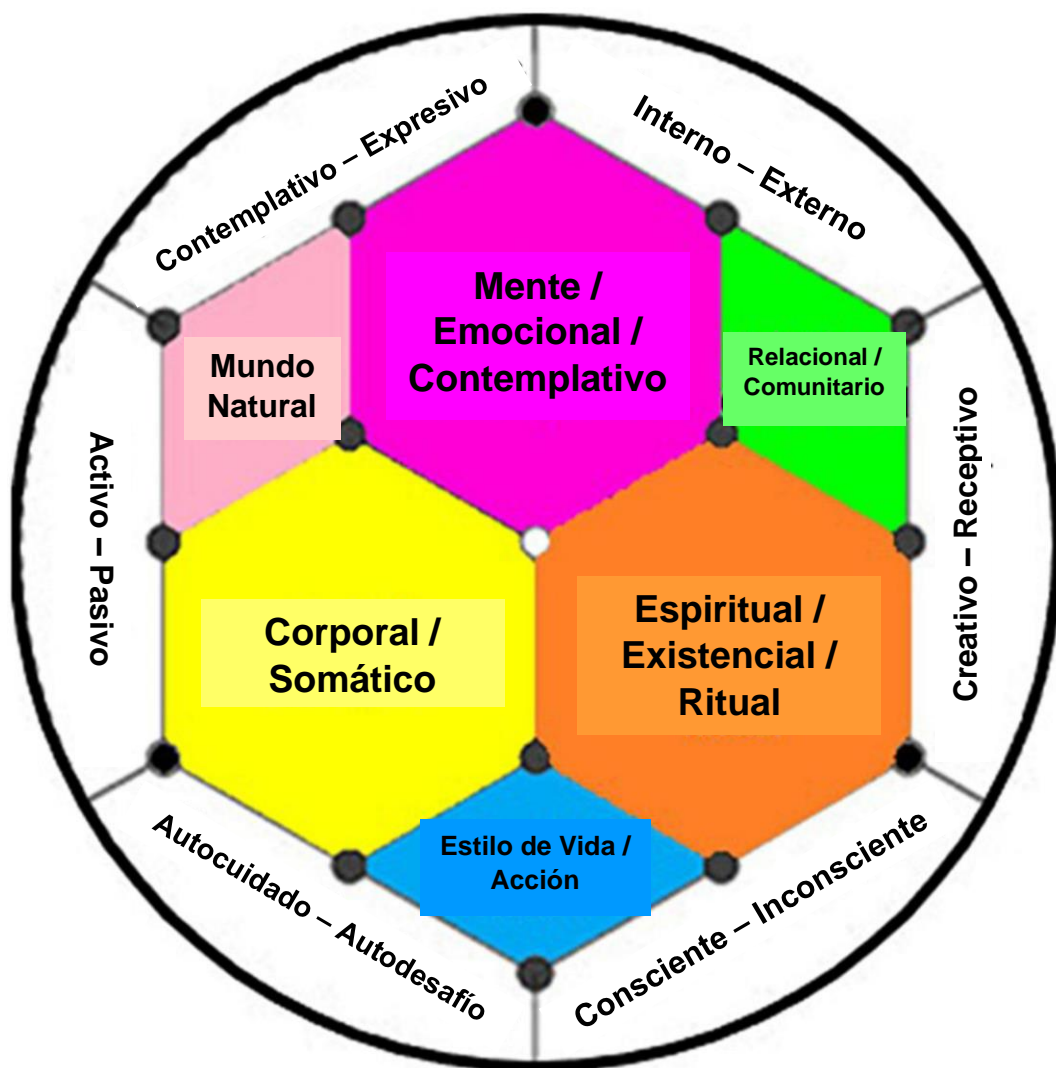 Contemplativo – Expresivo
Interno – Externo
Mente /
Emocional /
Contemplativo
Mundo
Natural
Relacional /
Comunitario
Activo – Pasivo
Creativo – Receptivo
Corporal /
Somático
Espiritual /
Existencial /
Ritual
Estilo de Vida /
Acción
Autocuidado – Autodesafío
Consciente – Inconsciente